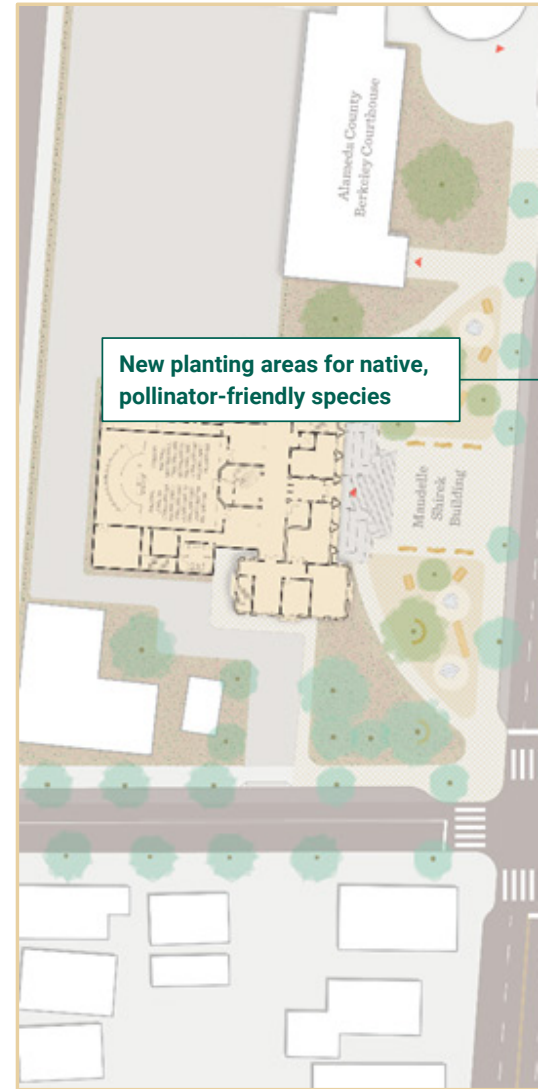 Alameda County
Berkeley Courthouse
New planting areas for native,
pollinator-friendly species
Maudelle
Shirek
Building